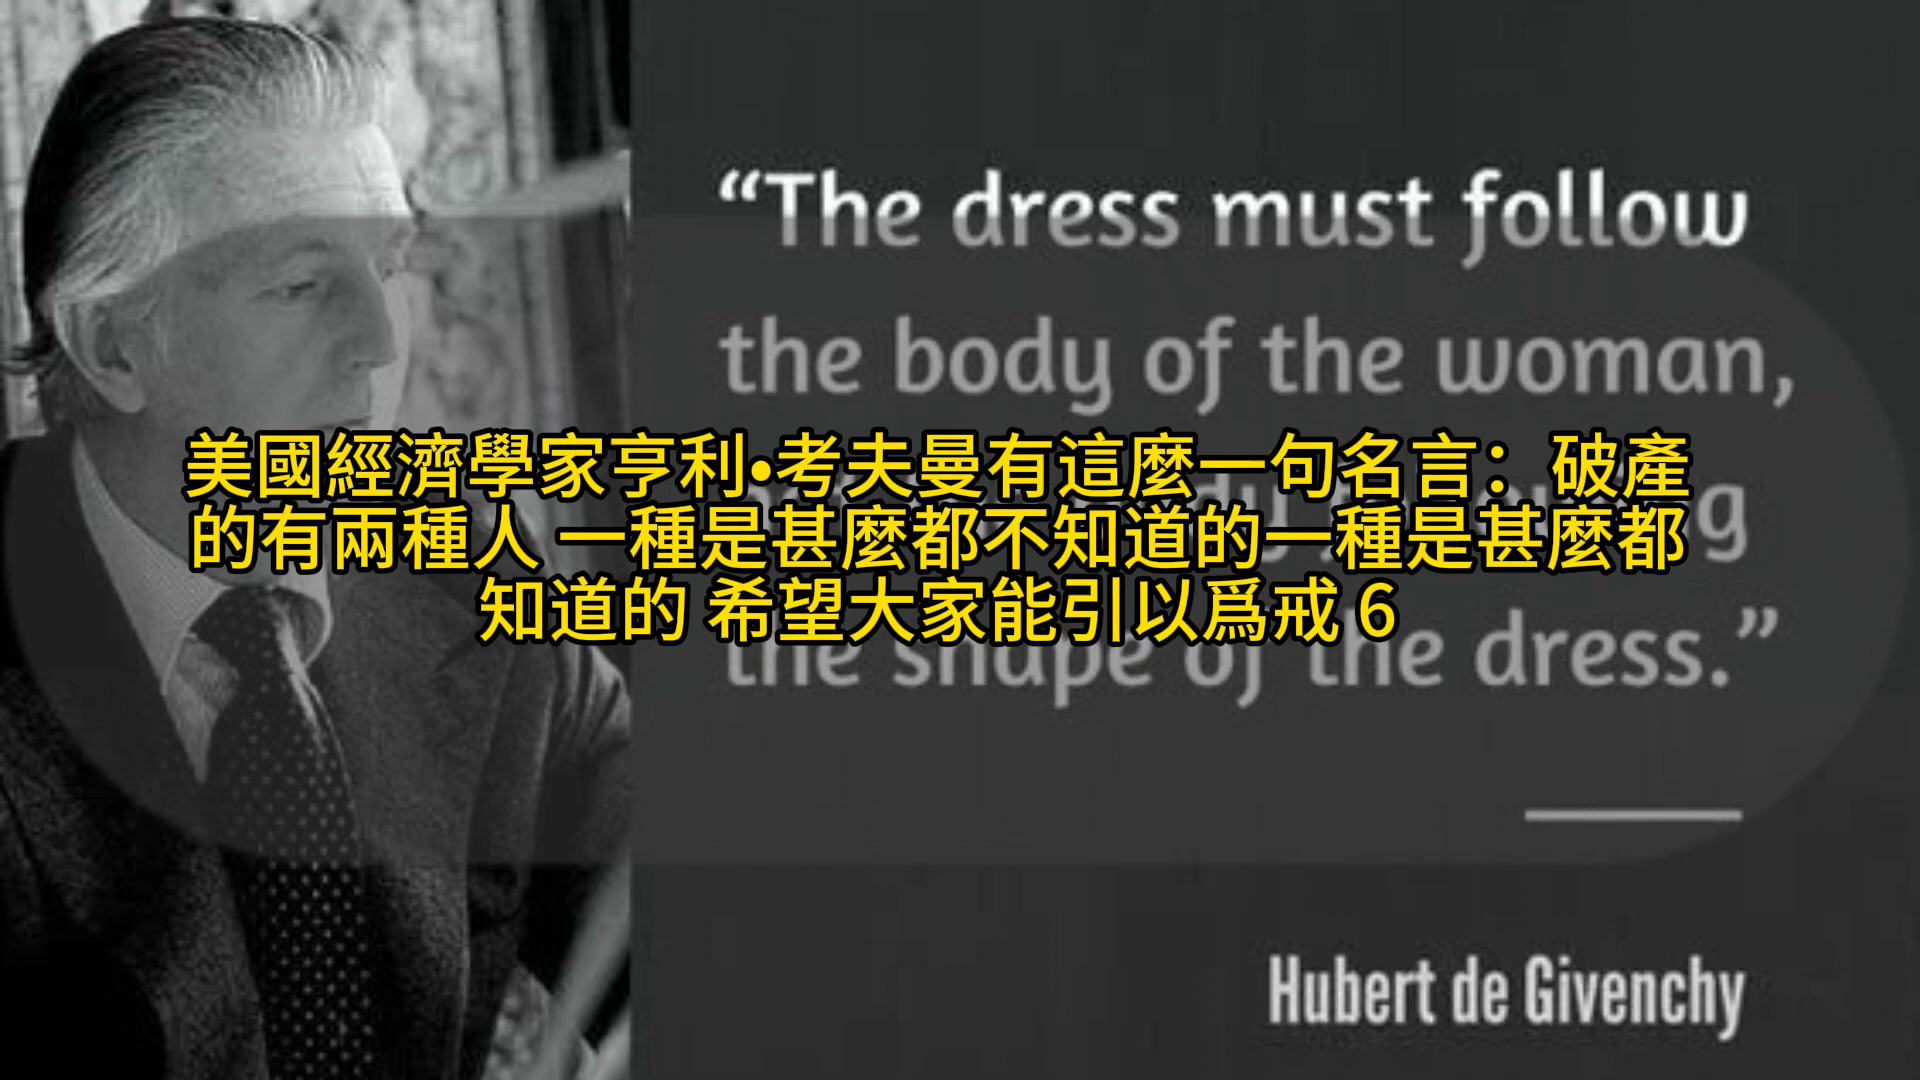 “The dress must follow
the body of the woman,
美國經濟學家亨利•考夫曼有這麼一句名言：破產
的有兩種人 一種是甚麼都不知道的一種是甚麼都
知道的 希望大家能引以爲戒 6
the shape of the dress.”
Hubert de Givenchy